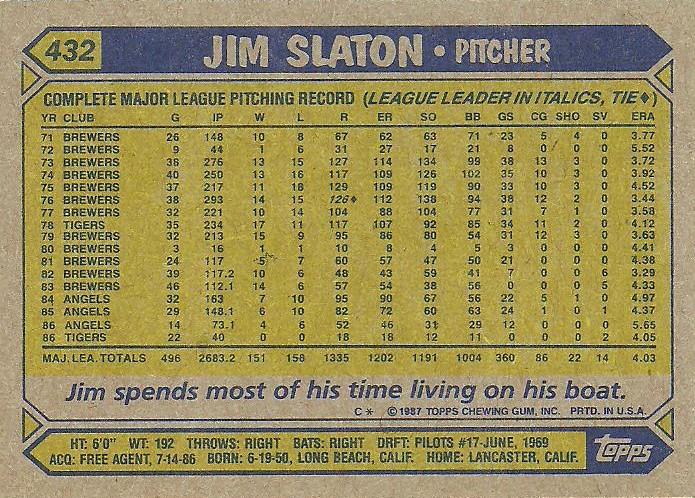 432 JIM SLATON • PITCHER
COMPLETE MAJOR LEAGUE PITCHING RECORD (LEAGUE LEADER IN ITALICS, TIE♦)
YR CLUB G IP W L R ER SO BB GS CG SHO SV ERA
71 BREWERS 26 148 10 8 67 62 63 71 23 5 4 0 3.77
72 BREWERS 9 44 1 6 31 27 17 21 8 0 0 0 5.52
73 BREWERS 38 276 13 15 127 114 134 99 38 13 3 0 3.72
74 BREWERS 40 250 13 16 117 109 126 102 35 10 3 0 3.92
75 BREWERS 37 217 11 18 129 109 119 90 33 10 3 0 4.52
76 BREWERS 38 293 14 15 126♦ 112 138 94 38 12 2 0 3.44
77 BREWERS 32 221 10 14 104 88 104 77 31 7 1 0 3.58
78 TIGERS 35 234 17 11 117 107 92 85 34 11 2 0 4.12
79 BREWERS 32 213 15 9 95 86 80 54 31 12 3 0 3.63
80 BREWERS 3 16 1 1 10 8 4 5 3 0 0 0 4.41
81 BREWERS 24 117 5 7 60 57 47 50 21 0 0 0 4.38
82 BREWERS 39 117.2 10 6 48 43 59 41 7 0 0 6 3.29
83 BREWERS 46 112.1 14 6 57 54 38 56 0 0 0 5 4.33
84 ANGELS 32 163 7 10 95 90 67 56 22 5 1 0 4.97
85 ANGELS 29 148.1 6 10 82 72 60 63 24 1 0 1 4.37
86 ANGELS 14 73.1 4 6 52 46 31 29 12 0 0 0 5.65
86 TIGERS 22 40 0 0 18 18 12 11 0 0 0 2 4.05
MAJ. LEA. TOTALS 496 2683.2 151 158 1335 1202 1191 1004 360 86 22 14 4.03
Jim spends most of his time living on his boat.
C* ©1987 TOPPS CHEWING GUM, INC. PRTD. IN U.S.A.
HT: 6'0" WT: 192 THROWS: RIGHT BATS: RIGHT DRFT: PILOTS #17-JUNE, 1969
ACQ: FREE AGENT, 7-14-86 BORN: 6-19-50, LONG BEACH, CALIF. HOME: LANCASTER, CALIF.
Topps